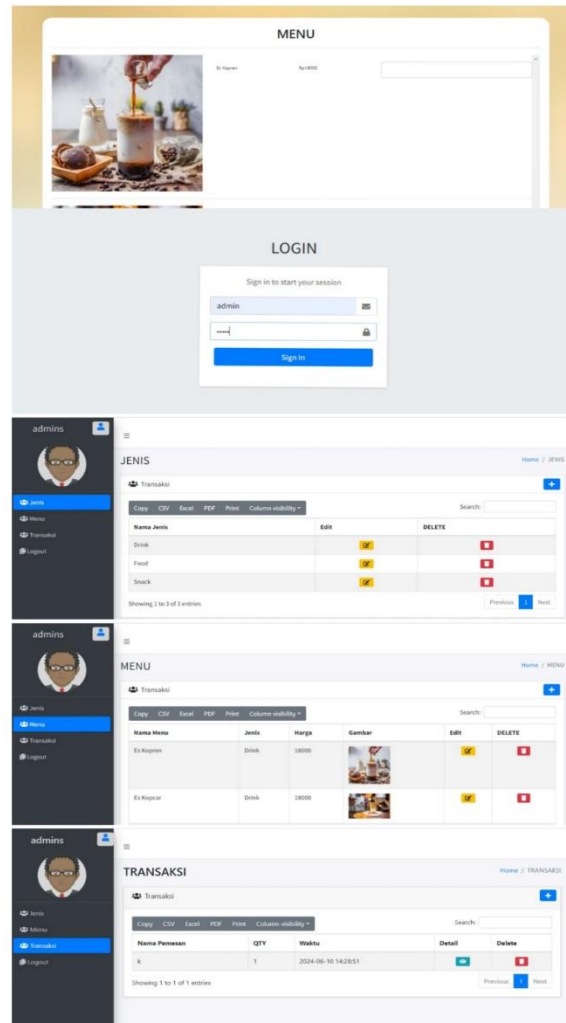 MENU
Es Kopren Rp18000
LOGIN
Sign in to start your session
admin
Sign In
admins
JENIS
Home / JENIS
Transaksi
Jenis
Menu
Transaksi
Logout
Copy CSV Excel PDF Print Column visibility
Search:
Nama Jenis Edit DELETE
Drink
Food
Snack
Showing 1 to 3 of 3 entries
Previous 1 Next
admins
MENU
Home / MENU
Transaksi
Jenis
Menu
Transaksi
Logout
Copy CSV Excel PDF Print Column visibility
Search:
Nama Menu Jenis Harga Gambar Edit DELETE
Es Kopren Drink 18000
Es Kopcar Drink 18000
admins
TRANSAKSI
Home / TRANSAKSI
Transaksi
Jenis
Menu
Transaksi
Logout
Copy CSV Excel PDF Print Column visibility
Search:
Nama Pemesan QTY Waktu Detail Delete
k 1 2024-06-10 14:28:51
Showing 1 to 1 of 1 entries
Previous 1 Next